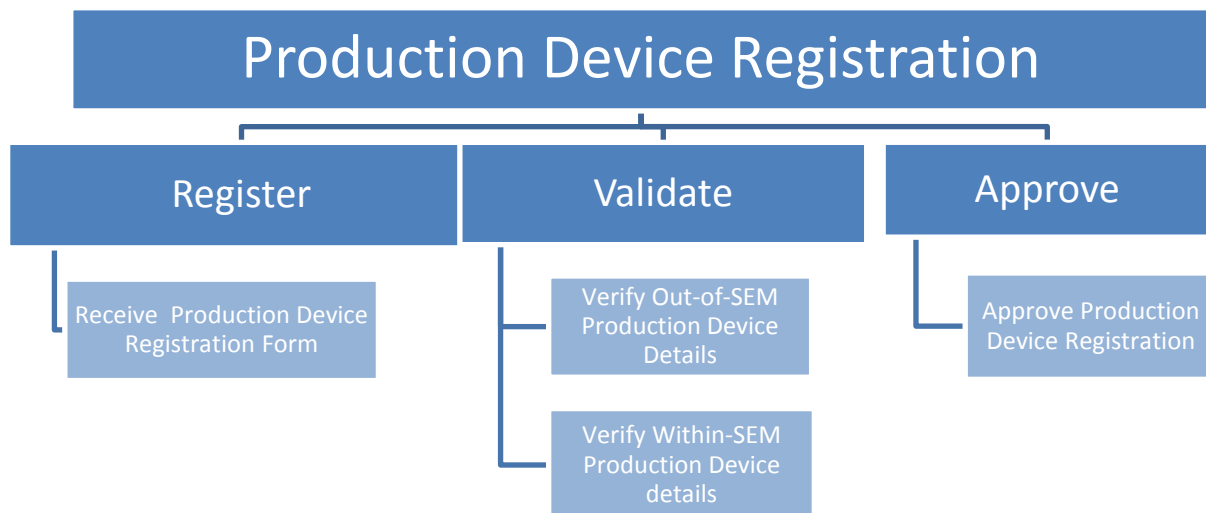 Production Device Registration
Register
Validate
Approve
Receive  Production Device
Registration Form
Verify Out-of-SEM
Production Device
Details
Approve Production
Device Registration
Verify Within-SEM
Production Device
details